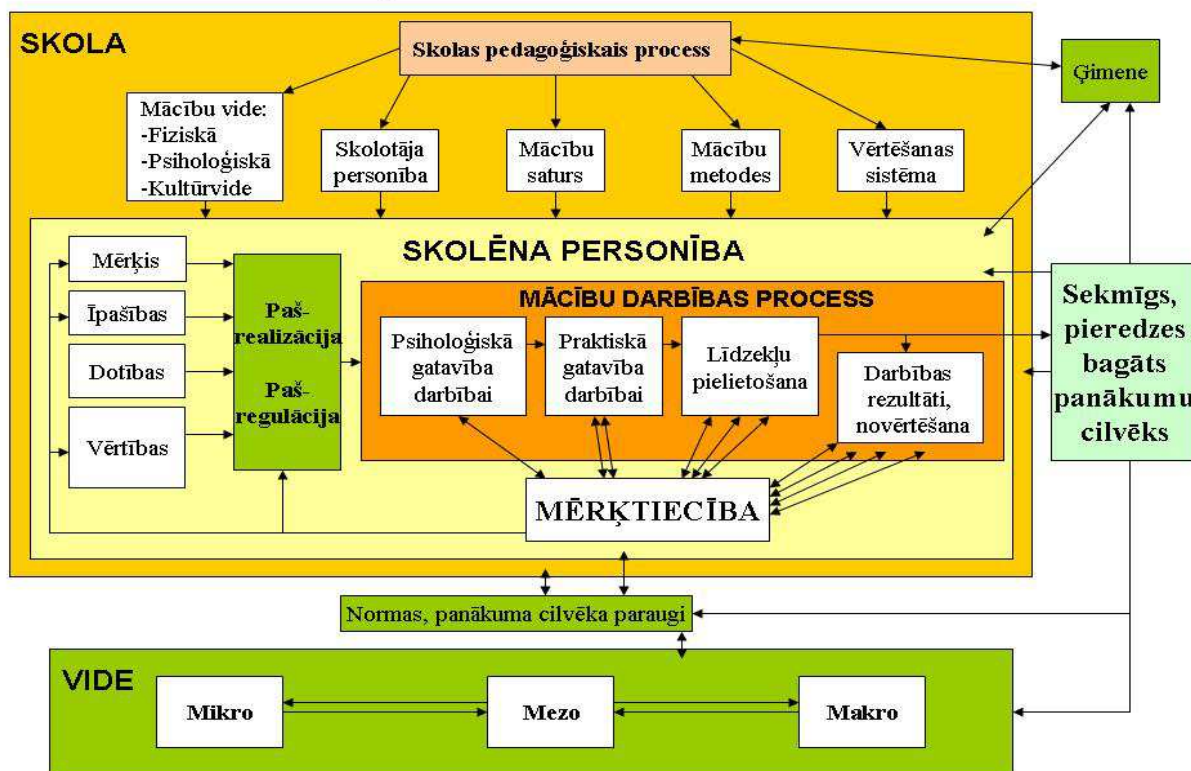 SKOLA
Skolas pedagoģiskais process
Ģimene
Mācību vide:
-Fiziskā
-Psiholoģiskā
-Kultūrvide
Skolotāja
personība
Mācību
saturs
Mācību
metodes
Vērtēšanas
sistēma
SKOLĒNA PERSONĪBA
Mērķis
Īpašības
Dotības
Vērtības
Paš-
realizācija
Paš-
regulācija
MĀCĪBU DARBĪBAS PROCESS
Psiholoģiskā
gatavība
darbībai
Praktiskā
gatavība
darbībai
Līdzekļu
pielietošana
Darbības
rezultāti,
novērtēšana
MĒRĶTIECĪBA
Sekmīgs,
pieredzes
bagāts
panākumu
cilvēks
Normas, panākuma cilvēka paraugi
VIDE
Mikro
Mezo
Makro